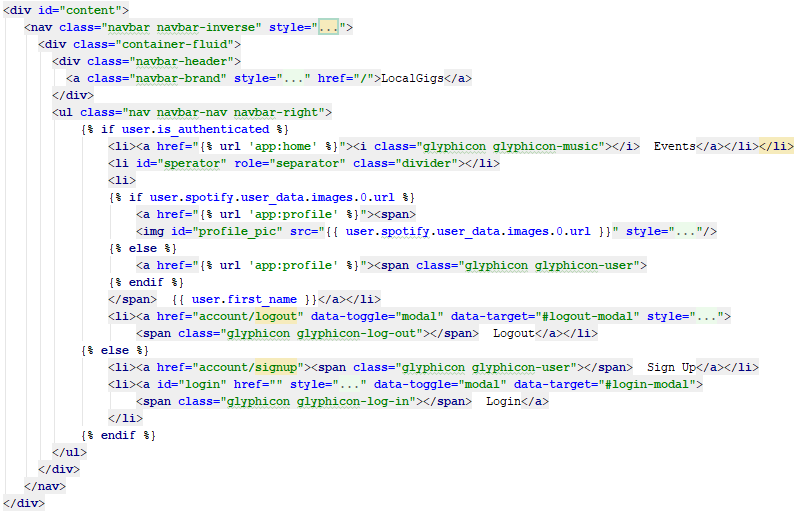 <div id="content">
<nav class="navbar navbar-inverse" style="...">
<div class="container-fluid">
<div class="navbar-header">
<a class="navbar-brand" style="..." href="/">LocalGigs</a>
</div>
<ul class="nav navbar-nav navbar-right">
{% if user.is_authenticated %}
<li><a href="{% url 'app:home' %}"><i class="glyphicon glyphicon-music"></i>  Events</a></li></li>
<li id="sperator" role="separator" class="divider"></li>
<li>
{% if user.spotify.user_data.images.0.url %}
<a href="{% url 'app:profile' %}"><span>
<img id="profile_pic" src="{{ user.spotify.user_data.images.0.url }}" style="..."/>
{% else %}
<a href="{% url 'app:profile' %}"><span class="glyphicon glyphicon-user">
{% endif %}
</span>  {{ user.first_name }}</a></li>
<li><a href="account/logout" data-toggle="modal" data-target="#logout-modal" style="...">
<span class="glyphicon glyphicon-log-out"></span>  Logout</a></li>
{% else %}
<li><a href="account/signup"><span class="glyphicon glyphicon-user"></span>  Sign Up</a></li>
<li><a id="login" href="" style="..." data-toggle="modal" data-target="#login-modal">
<span class="glyphicon glyphicon-log-in"></span>  Login</a>
</li>
{% endif %}
</ul>
</div>
</nav>
</div>